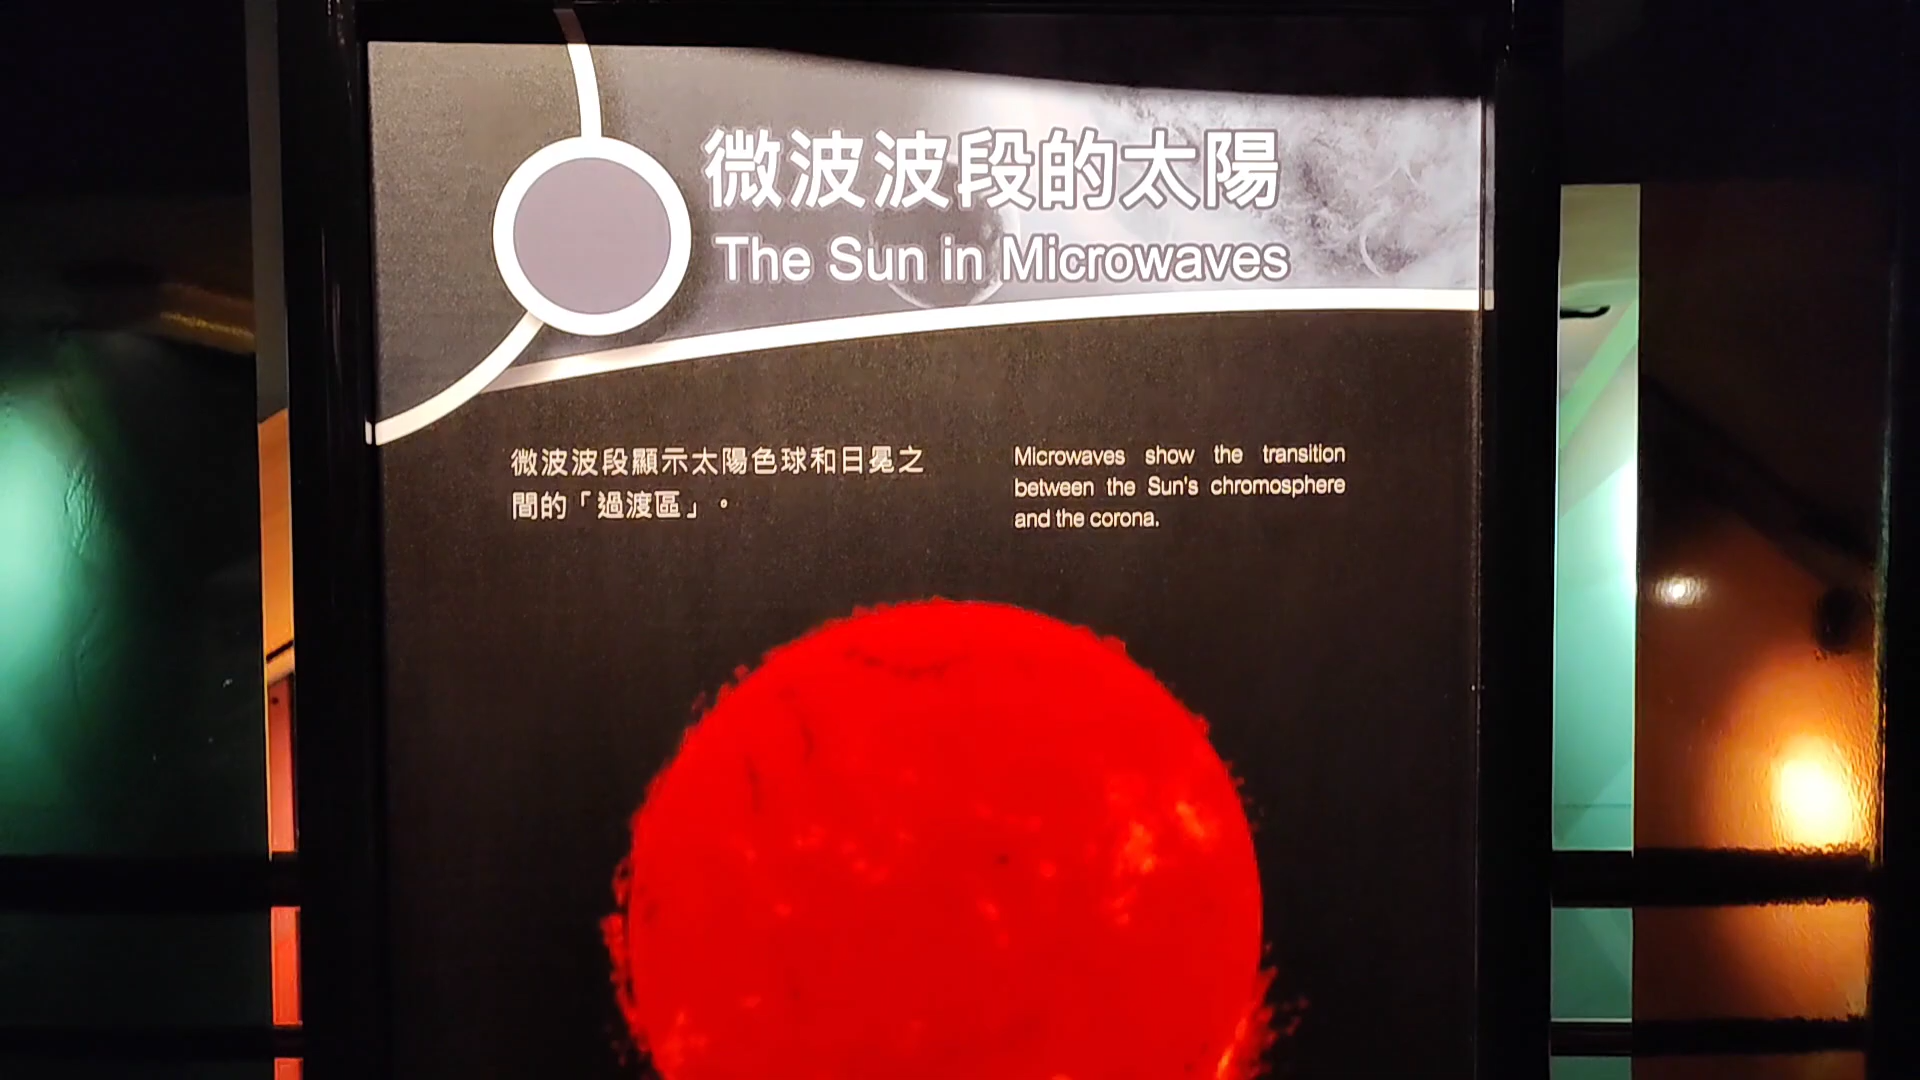 微波波段的太陽
The Sun in Microwaves
微波波段顯示太陽色球和日冕之
間的「過渡區」。
Microwaves show the transition
between the Sun's chromosphere
and the corona.